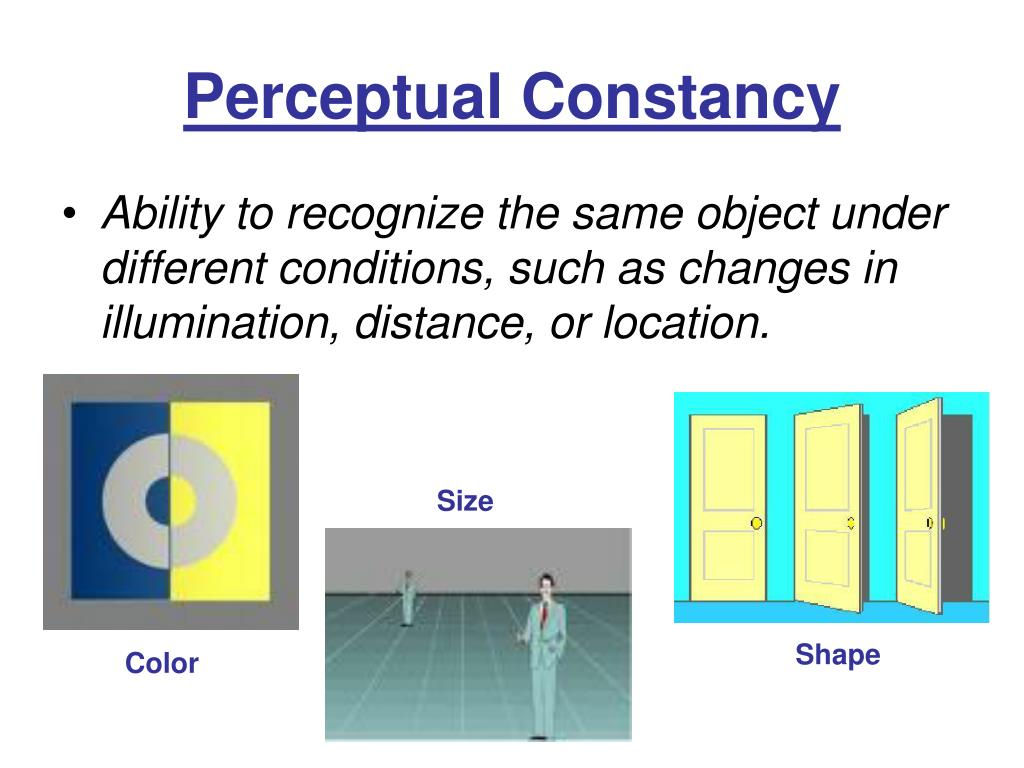 Perceptual Constancy
• Ability to recognize the same object under
different conditions, such as changes in
illumination, distance, or location.
Size
Color
Shape